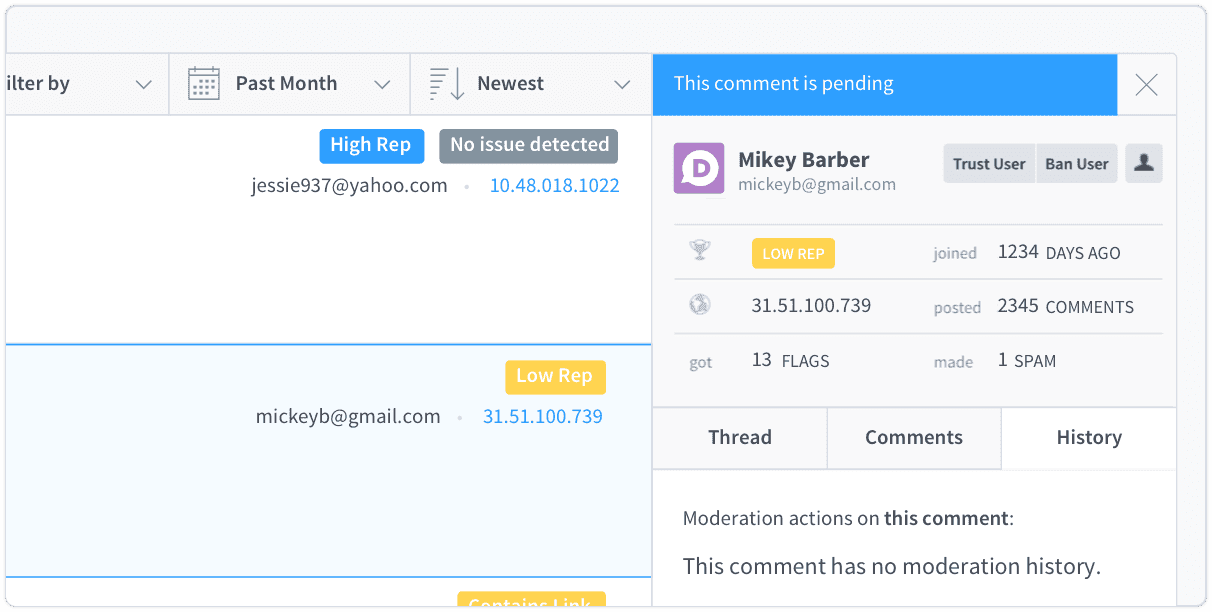 ilter by
Past Month
Newest
High Rep
No issue detected
jessie937@yahoo.com • 10.48.018.1022
Low Rep
mickeyb@gmail.com • 31.51.100.739
Contains Link
This comment is pending
D
Mikey Barber
mickeyb@gmail.com
Trust User
Ban User
LOW REP
joined 1234 DAYS AGO
31.51.100.739
posted 2345 COMMENTS
got 13 FLAGS
made 1 SPAM
Thread
Comments
History
Moderation actions on this comment:
This comment has no moderation history.